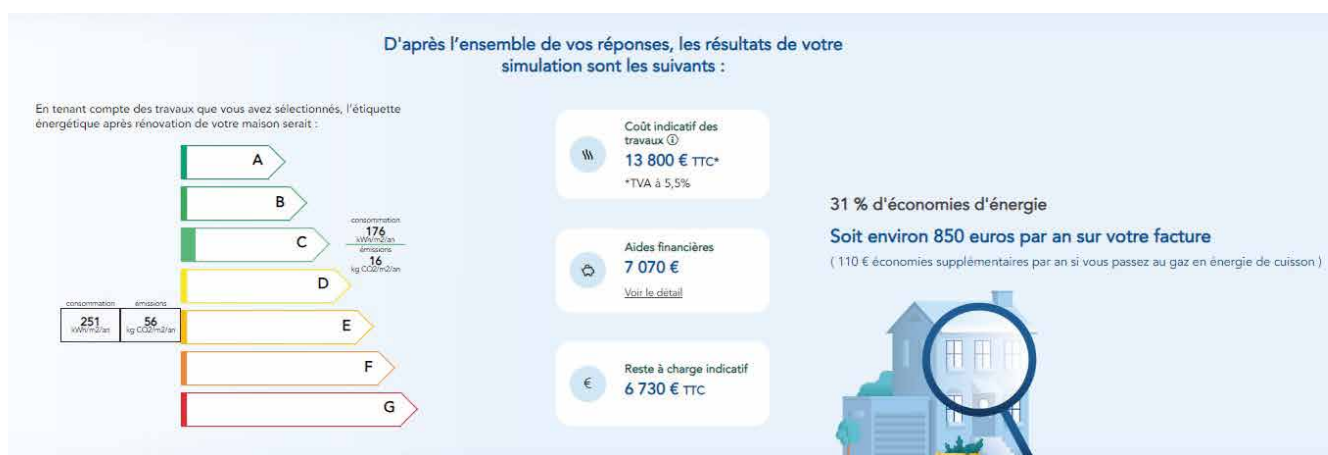 D'après l'ensemble de vos réponses, les résultats de votre
simulation sont les suivants :
En tenant compte des travaux que vous avez sélectionnés, l'étiquette
énergétique après rénovation de votre maison serait :
A
B
C
consommation
176
kWh/m2/an
émissions
16
kg CO2/m2/an
D
consommation
251
kWh/m2/an
émissions
56
kg CO2/m2/an
E
F
G
Coût indicatif des
travaux ⓘ
13 800 € TTC*
*TVA à 5,5%
Aides financières
7 070 €
Voir le détail
€
Reste à charge indicatif
6 730 € TTC
31 % d'économies d'énergie
Soit environ 850 euros par an sur votre facture
( 110 € économies supplémentaires par an si vous passez au gaz en énergie de cuisson )